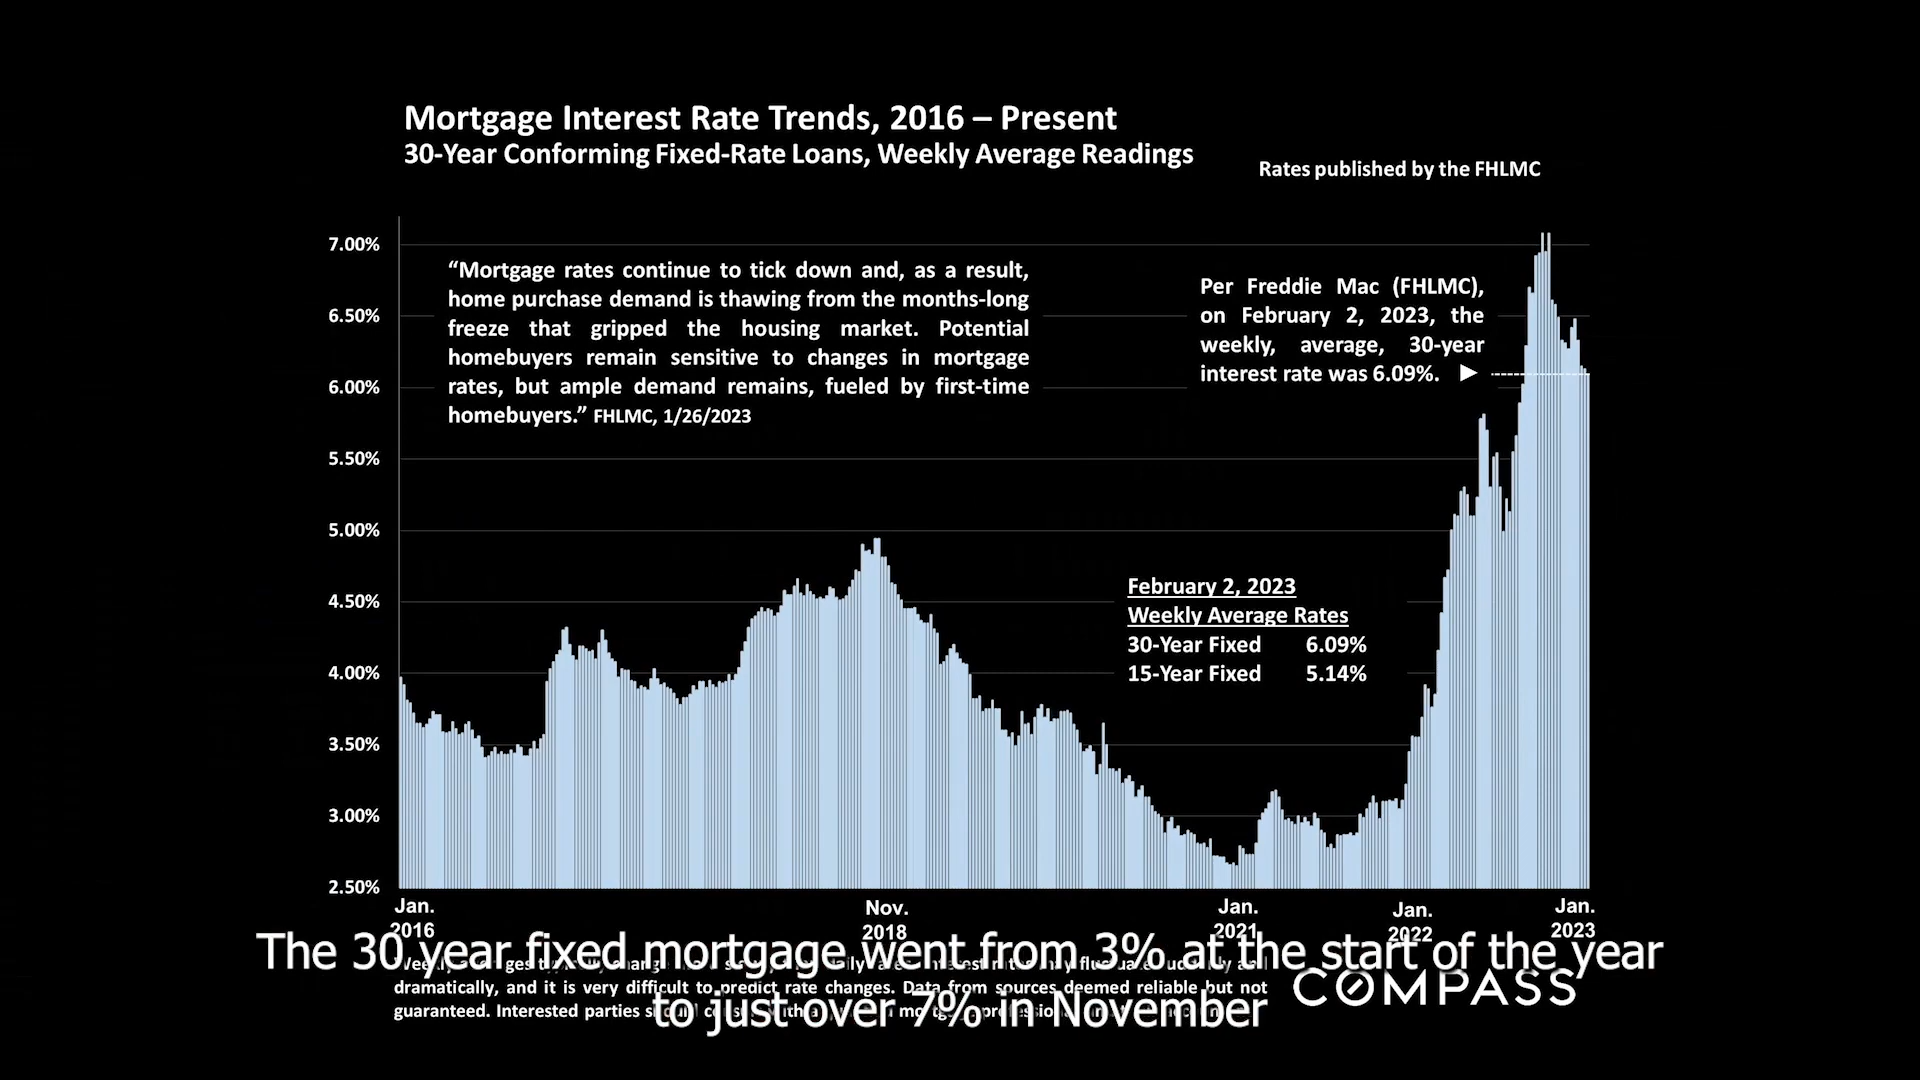 Mortgage Interest Rate Trends, 2016 – Present
30-Year Conforming Fixed-Rate Loans, Weekly Average Readings
Rates published by the FHLMC
7.00%
6.50%
6.00%
5.50%
5.00%
4.50%
4.00%
3.50%
3.00%
2.50%
“Mortgage rates continue to tick down and, as a result,
home purchase demand is thawing from the months-long
freeze that gripped the housing market. Potential
homebuyers remain sensitive to changes in mortgage
rates, but ample demand remains, fueled by first-time
homebuyers.” FHLMC, 1/26/2023
Per Freddie Mac (FHLMC),
on February 2, 2023, the
weekly, average, 30-year
interest rate was 6.09%.
February 2, 2023
Weekly Average Rates
30-Year Fixed 6.09%
15-Year Fixed 5.14%
Jan.
2016
Nov.
2018
Jan.
2021
Jan.
2022
Jan.
2023
The 30 year fixed mortgage went from 3% at the start of the year
to just over 7% in November
dramatically, and it is very difficult to predict rate changes. Data from sources deemed reliable but not
guaranteed. Interested parties
COMPASS